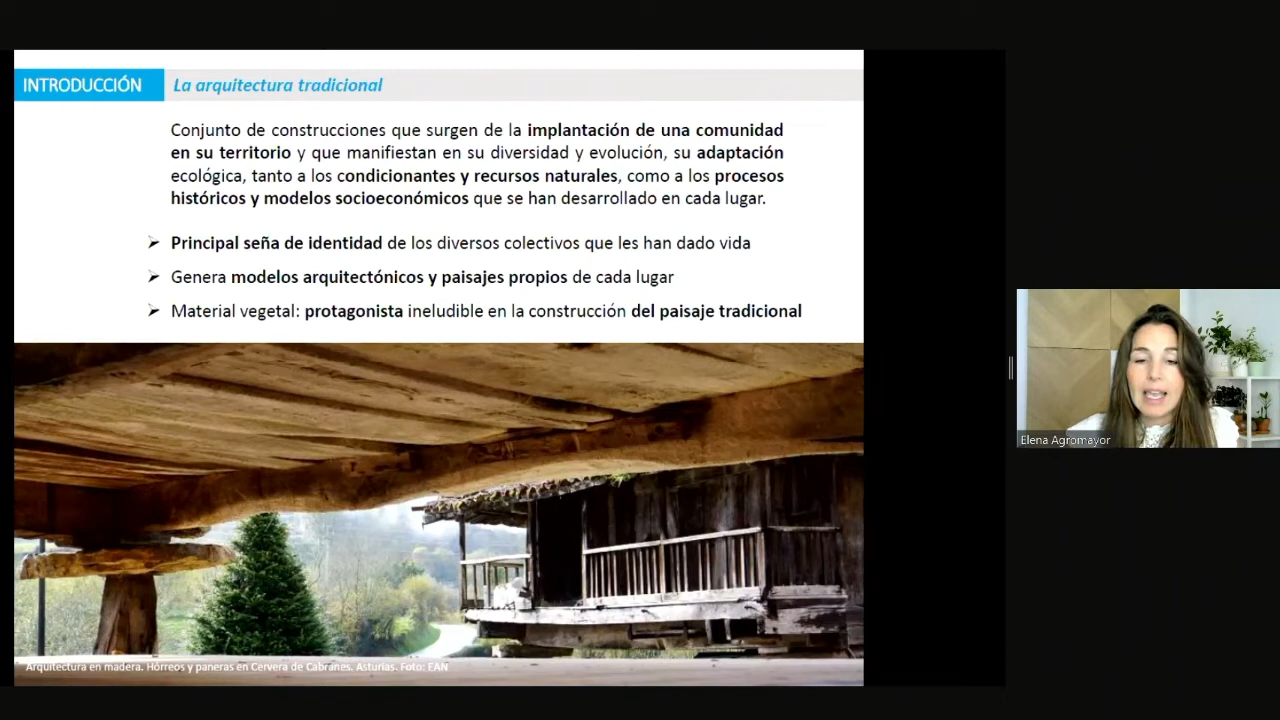 INTRODUCCIÓN
La arquitectura tradicional
Conjunto de construcciones que surgen de la implantación de una comunidad
en su territorio y que manifiestan en su diversidad y evolución, su adaptación
ecológica, tanto a los condicionantes y recursos naturales, como a los procesos
históricos y modelos socioeconómicos que se han desarrollado en cada lugar.
Principal seña de identidad de los diversos colectivos que les han dado vida
Genera modelos arquitectónicos y paisajes propios de cada lugar
Material vegetal: protagonista ineludible en la construcción del paisaje tradicional
Arquitectura en madera. Hórreos y paneras en Cervera de Cabranes. Asturias. Foto: EAN
Elena Agromayor